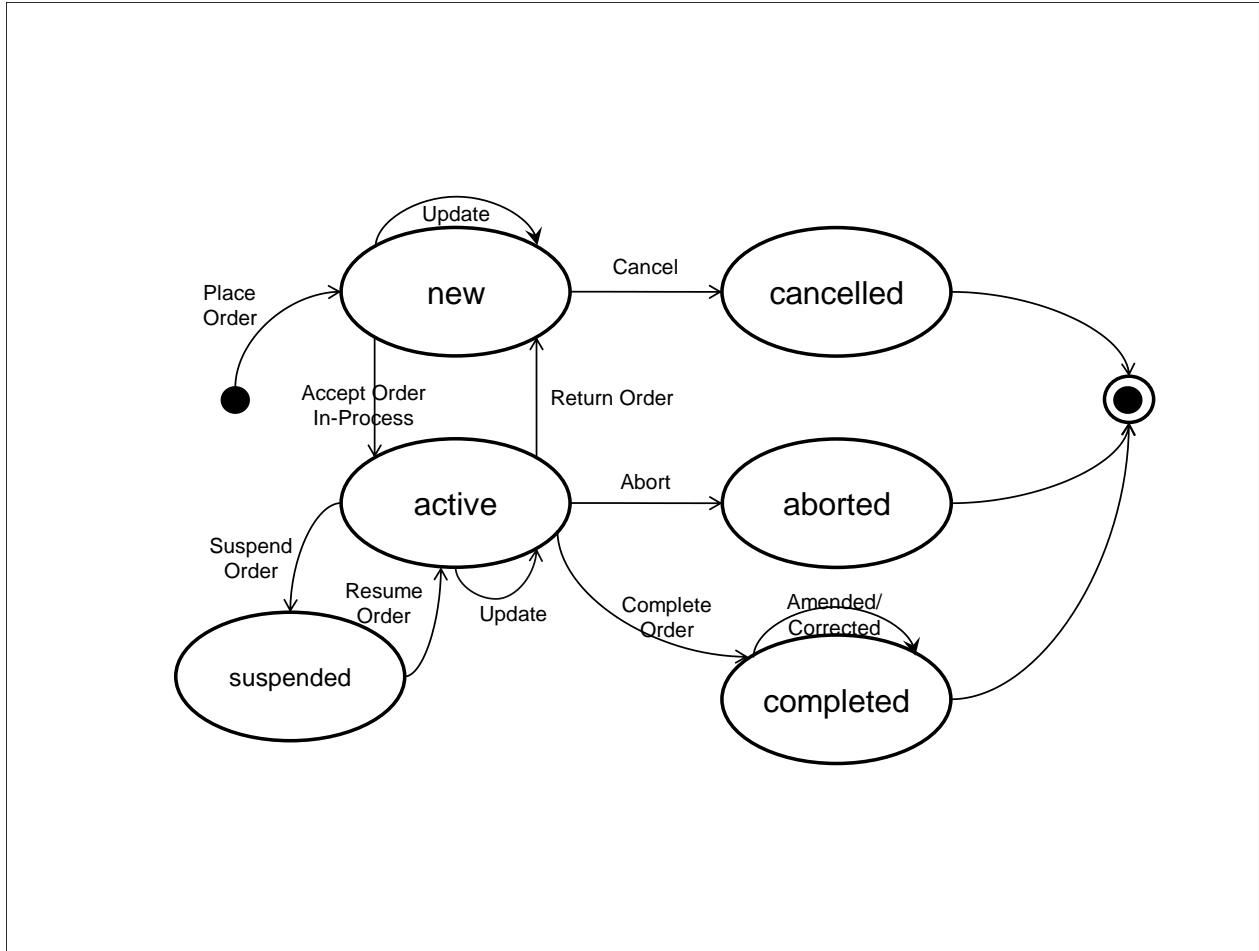 Update
new
Cancel
cancelled
Place
Order
Accept Order
In-Process
Return Order
active
Abort
aborted
Suspend
Order
Resume
Order
Update
Complete
Order
Amended/
Corrected
suspended
completed